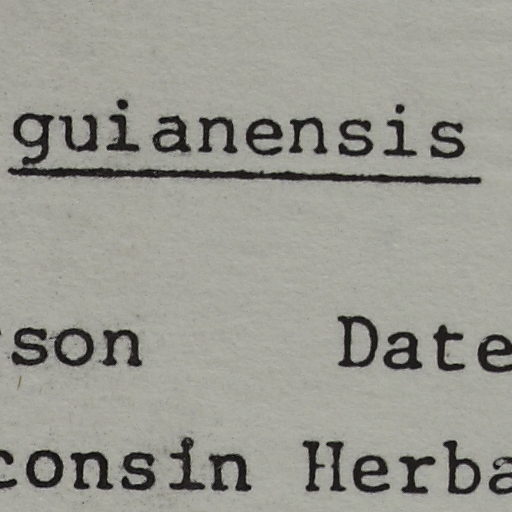 guianensis
son Date
consin Herba